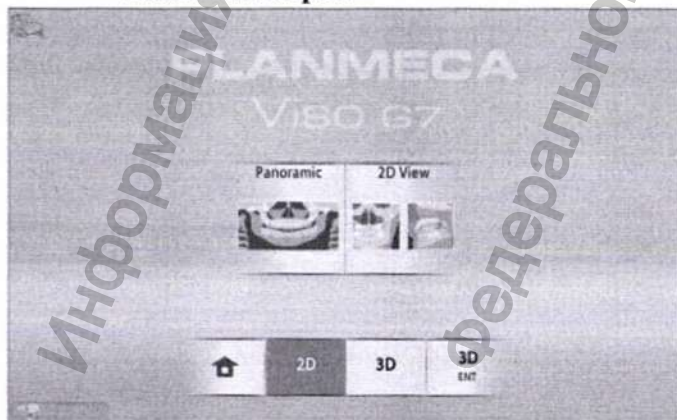 PLANMECA
Viso G7
Panoramic 2D View
2D 3D 3D
ENT
Информация
федерально